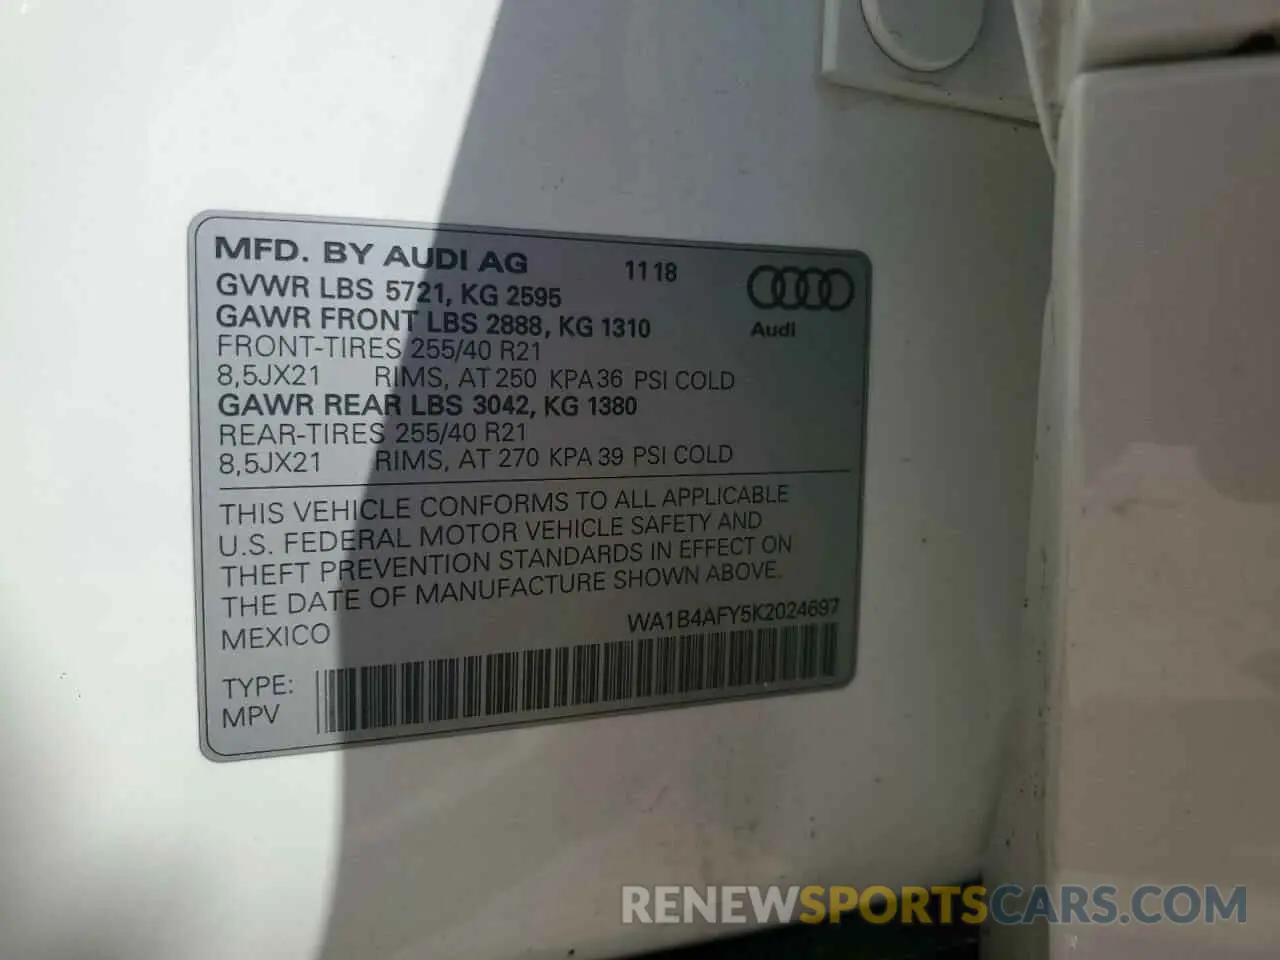 MFD. BY AUDI AG 1118
GVWR LBS 5721, KG 2595
GAWR FRONT LBS 2888, KG 1310
Audi
FRONT-TIRES 255/40 R21
8,5JX21 RIMS, AT 250 KPA 36 PSI COLD
GAWR REAR LBS 3042, KG 1380
REAR-TIRES 255/40 R21
8,5JX21 RIMS, AT 270 KPA 39 PSI COLD
THIS VEHICLE CONFORMS TO ALL APPLICABLE
U.S. FEDERAL MOTOR VEHICLE SAFETY AND
THEFT PREVENTION STANDARDS IN EFFECT ON
THE DATE OF MANUFACTURE SHOWN ABOVE.
MEXICO WA1B4AFY5K2024697
TYPE:
MPV
RENEWSPORTSCARS.COM